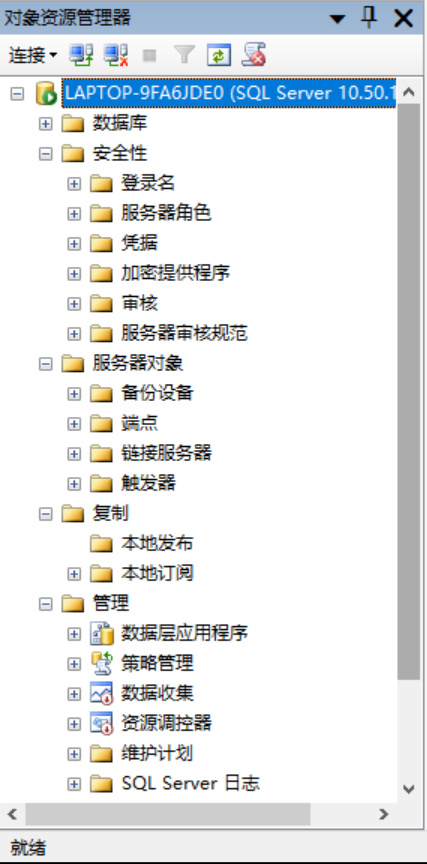 对象资源管理器
连接
LAPTOP-9FA6JDE0 (SQL Server 10.50.1
数据库
安全性
登录名
服务器角色
凭据
加密提供程序
审核
服务器审核规范
服务器对象
备份设备
端点
链接服务器
触发器
复制
本地发布
本地订阅
管理
数据层应用程序
策略管理
数据收集
资源调控器
维护计划
SQL Server 日志
就绪